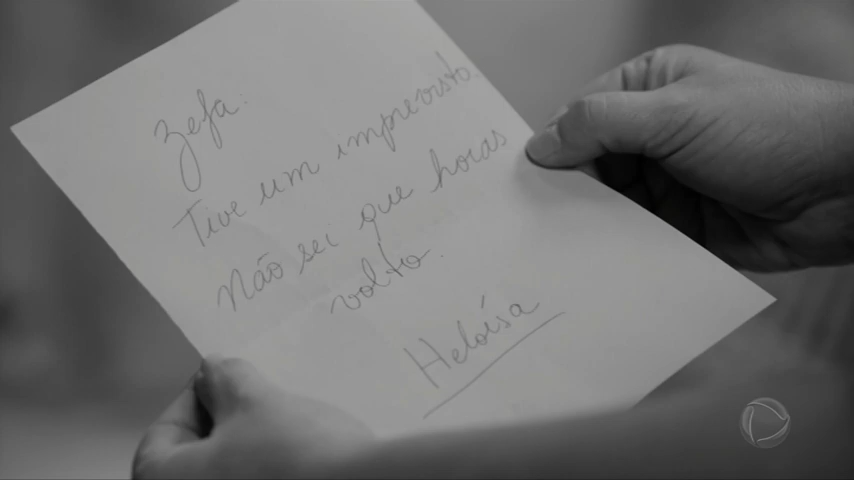 Zefa:
Tive um imprevisto.
Não sei que horas
volto.
Heloísa